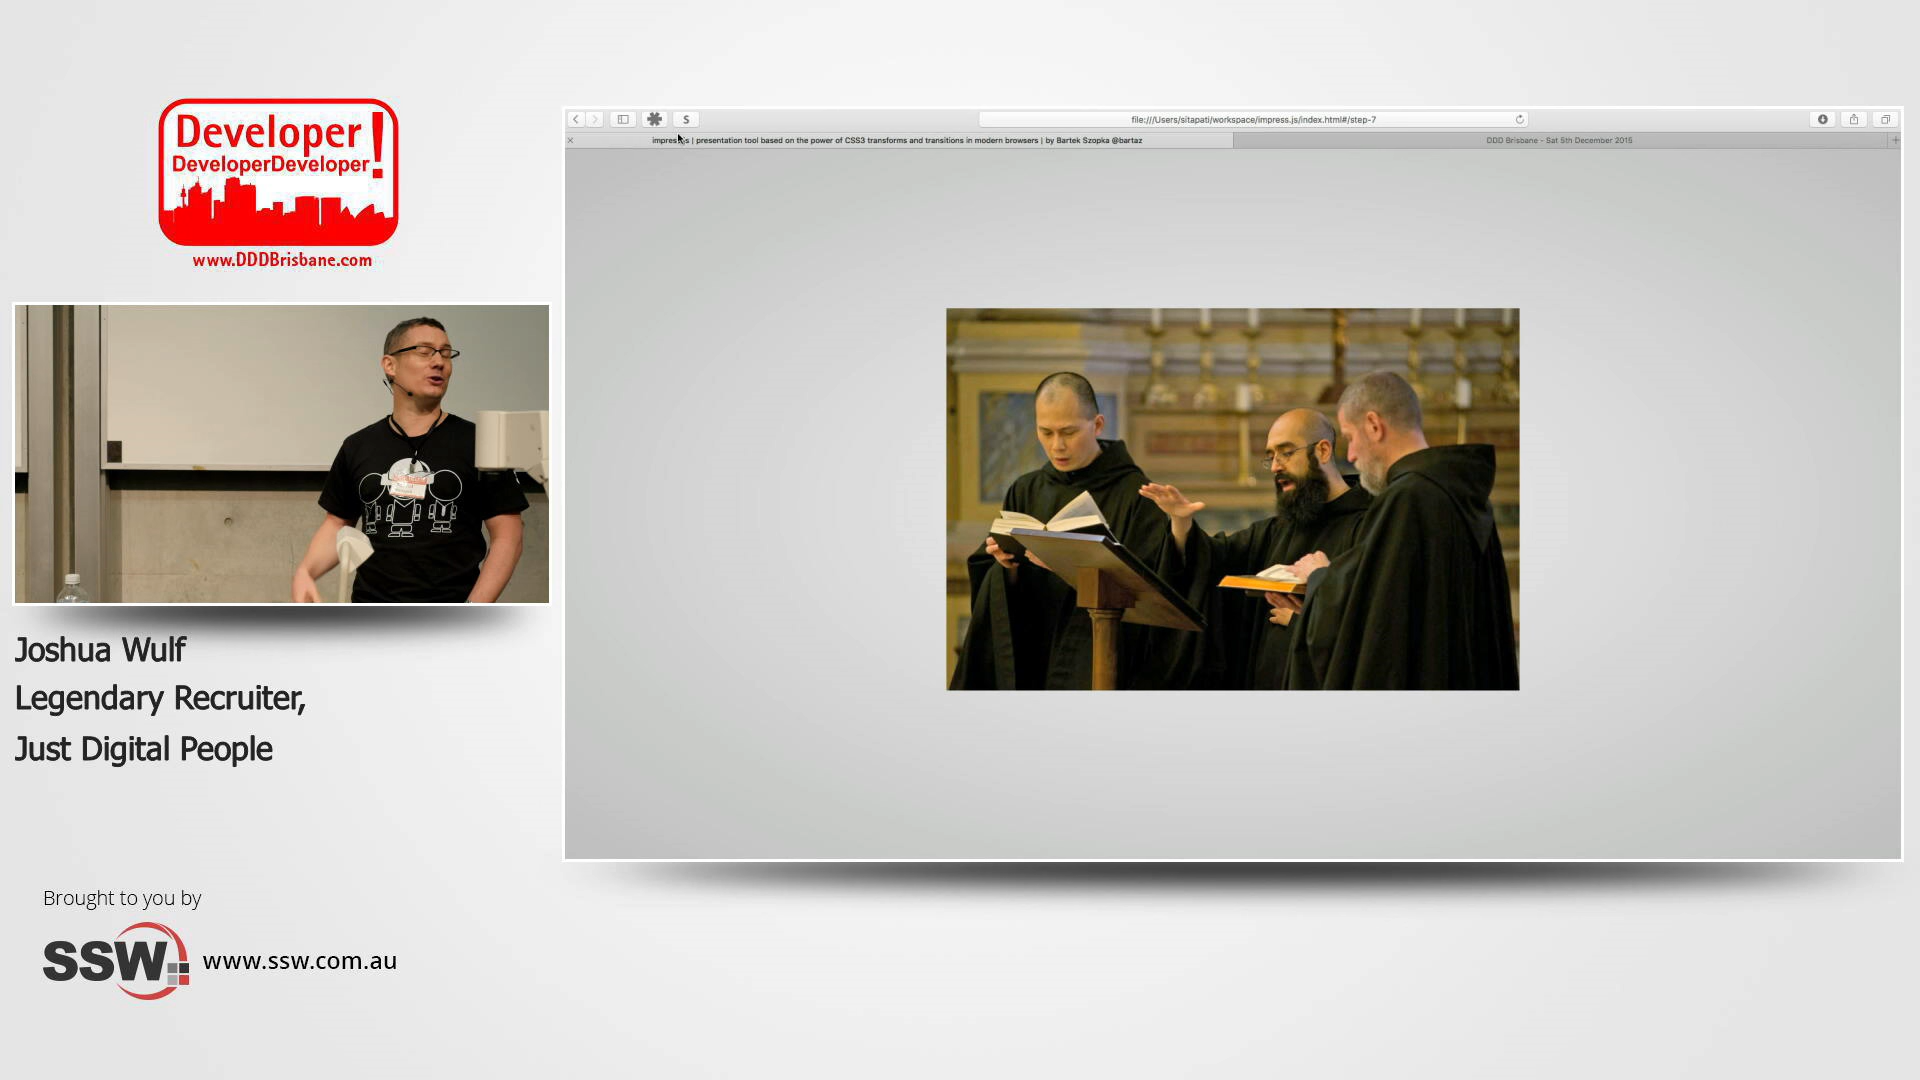 Developer!
DeveloperDeveloper
www.DDDBrisbane.com
Joshua Wulf
Legendary Recruiter,
Just Digital People
Brought to you by
SSW
www.ssw.com.au
S
file:///Users/sitapati/workspace/impress.js/index.html#/step-7
| presentation tool based on the power of CSS3 transforms and transitions in modern browsers | by Bartek Szopka @bartaz
DDD Brisbane - Sat 5th December 2015